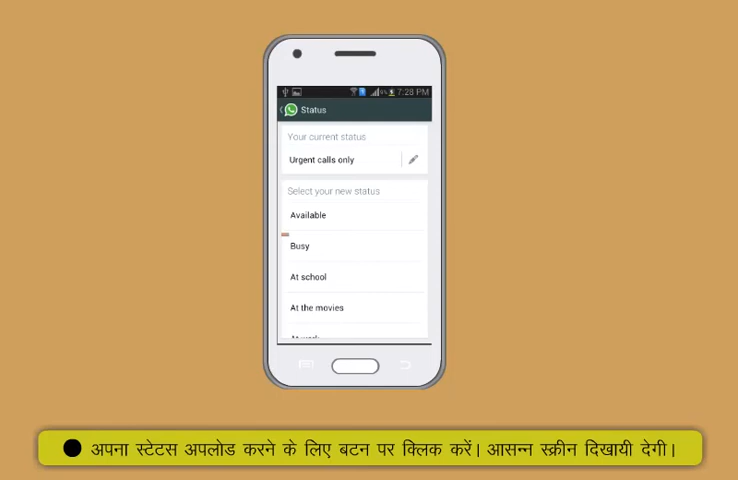 7:28 PM
Status
Your current status
Urgent calls only
Select your new status
Available
Busy
At school
At the movies
अपना स्टेटस अपलोड करने के लिए बटन पर क्लिक करें। आसन्न स्क्रीन दिखायी देगी।